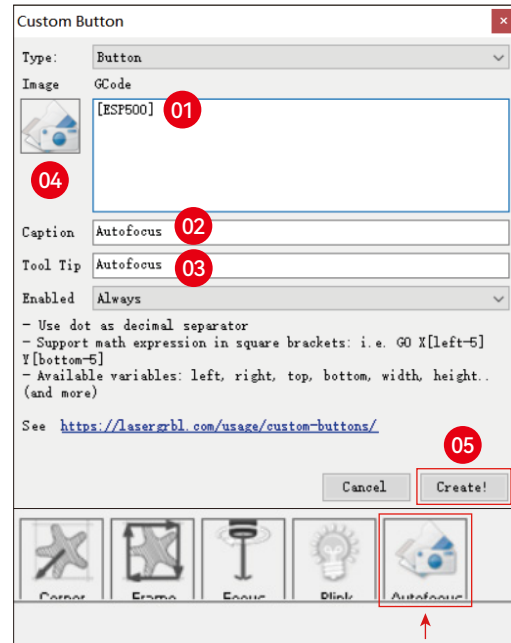 Custom Button
×
Type: Button
Image GCode
[ESP500] 01
04
Caption Autofocus 02
Tool Tip Autofocus 03
Enabled Always
- Use dot as decimal separator
- Support math expression in square brackets: i.e. G0 X[left-5]
Y[bottom-5]
- Available variables: left, right, top, bottom, width, height..
(and more)
See https://lasergrbl.com/usage/custom-buttons/
05
Cancel Create!
Corner Frame Focus Blink Autofocus